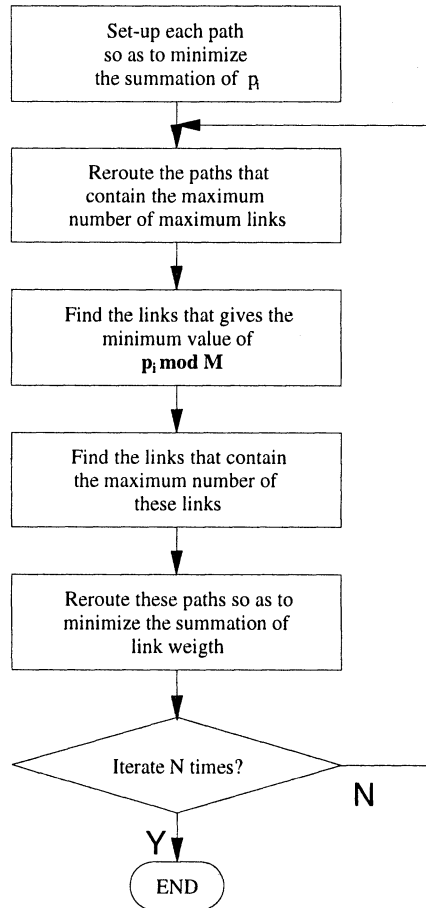 Set-up each path
so as to minimize
the summation of pi
Reroute the paths that
contain the maximum
number of maximum links
Find the links that gives the
minimum value of
pi mod M
Find the links that contain
the maximum number of
these links
Reroute these paths so as to
minimize the summation of
link weigth
Iterate N times?
N
Y
END